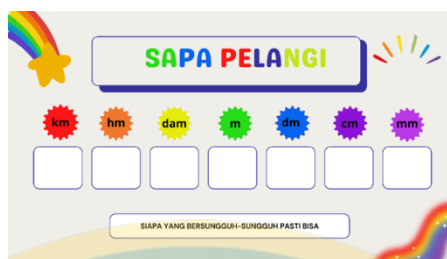 SAPA PELANGI
km hm dam m dm cm mm
SIAPA YANG BERSUNGGUH-SUNGGUH PASTI BISA